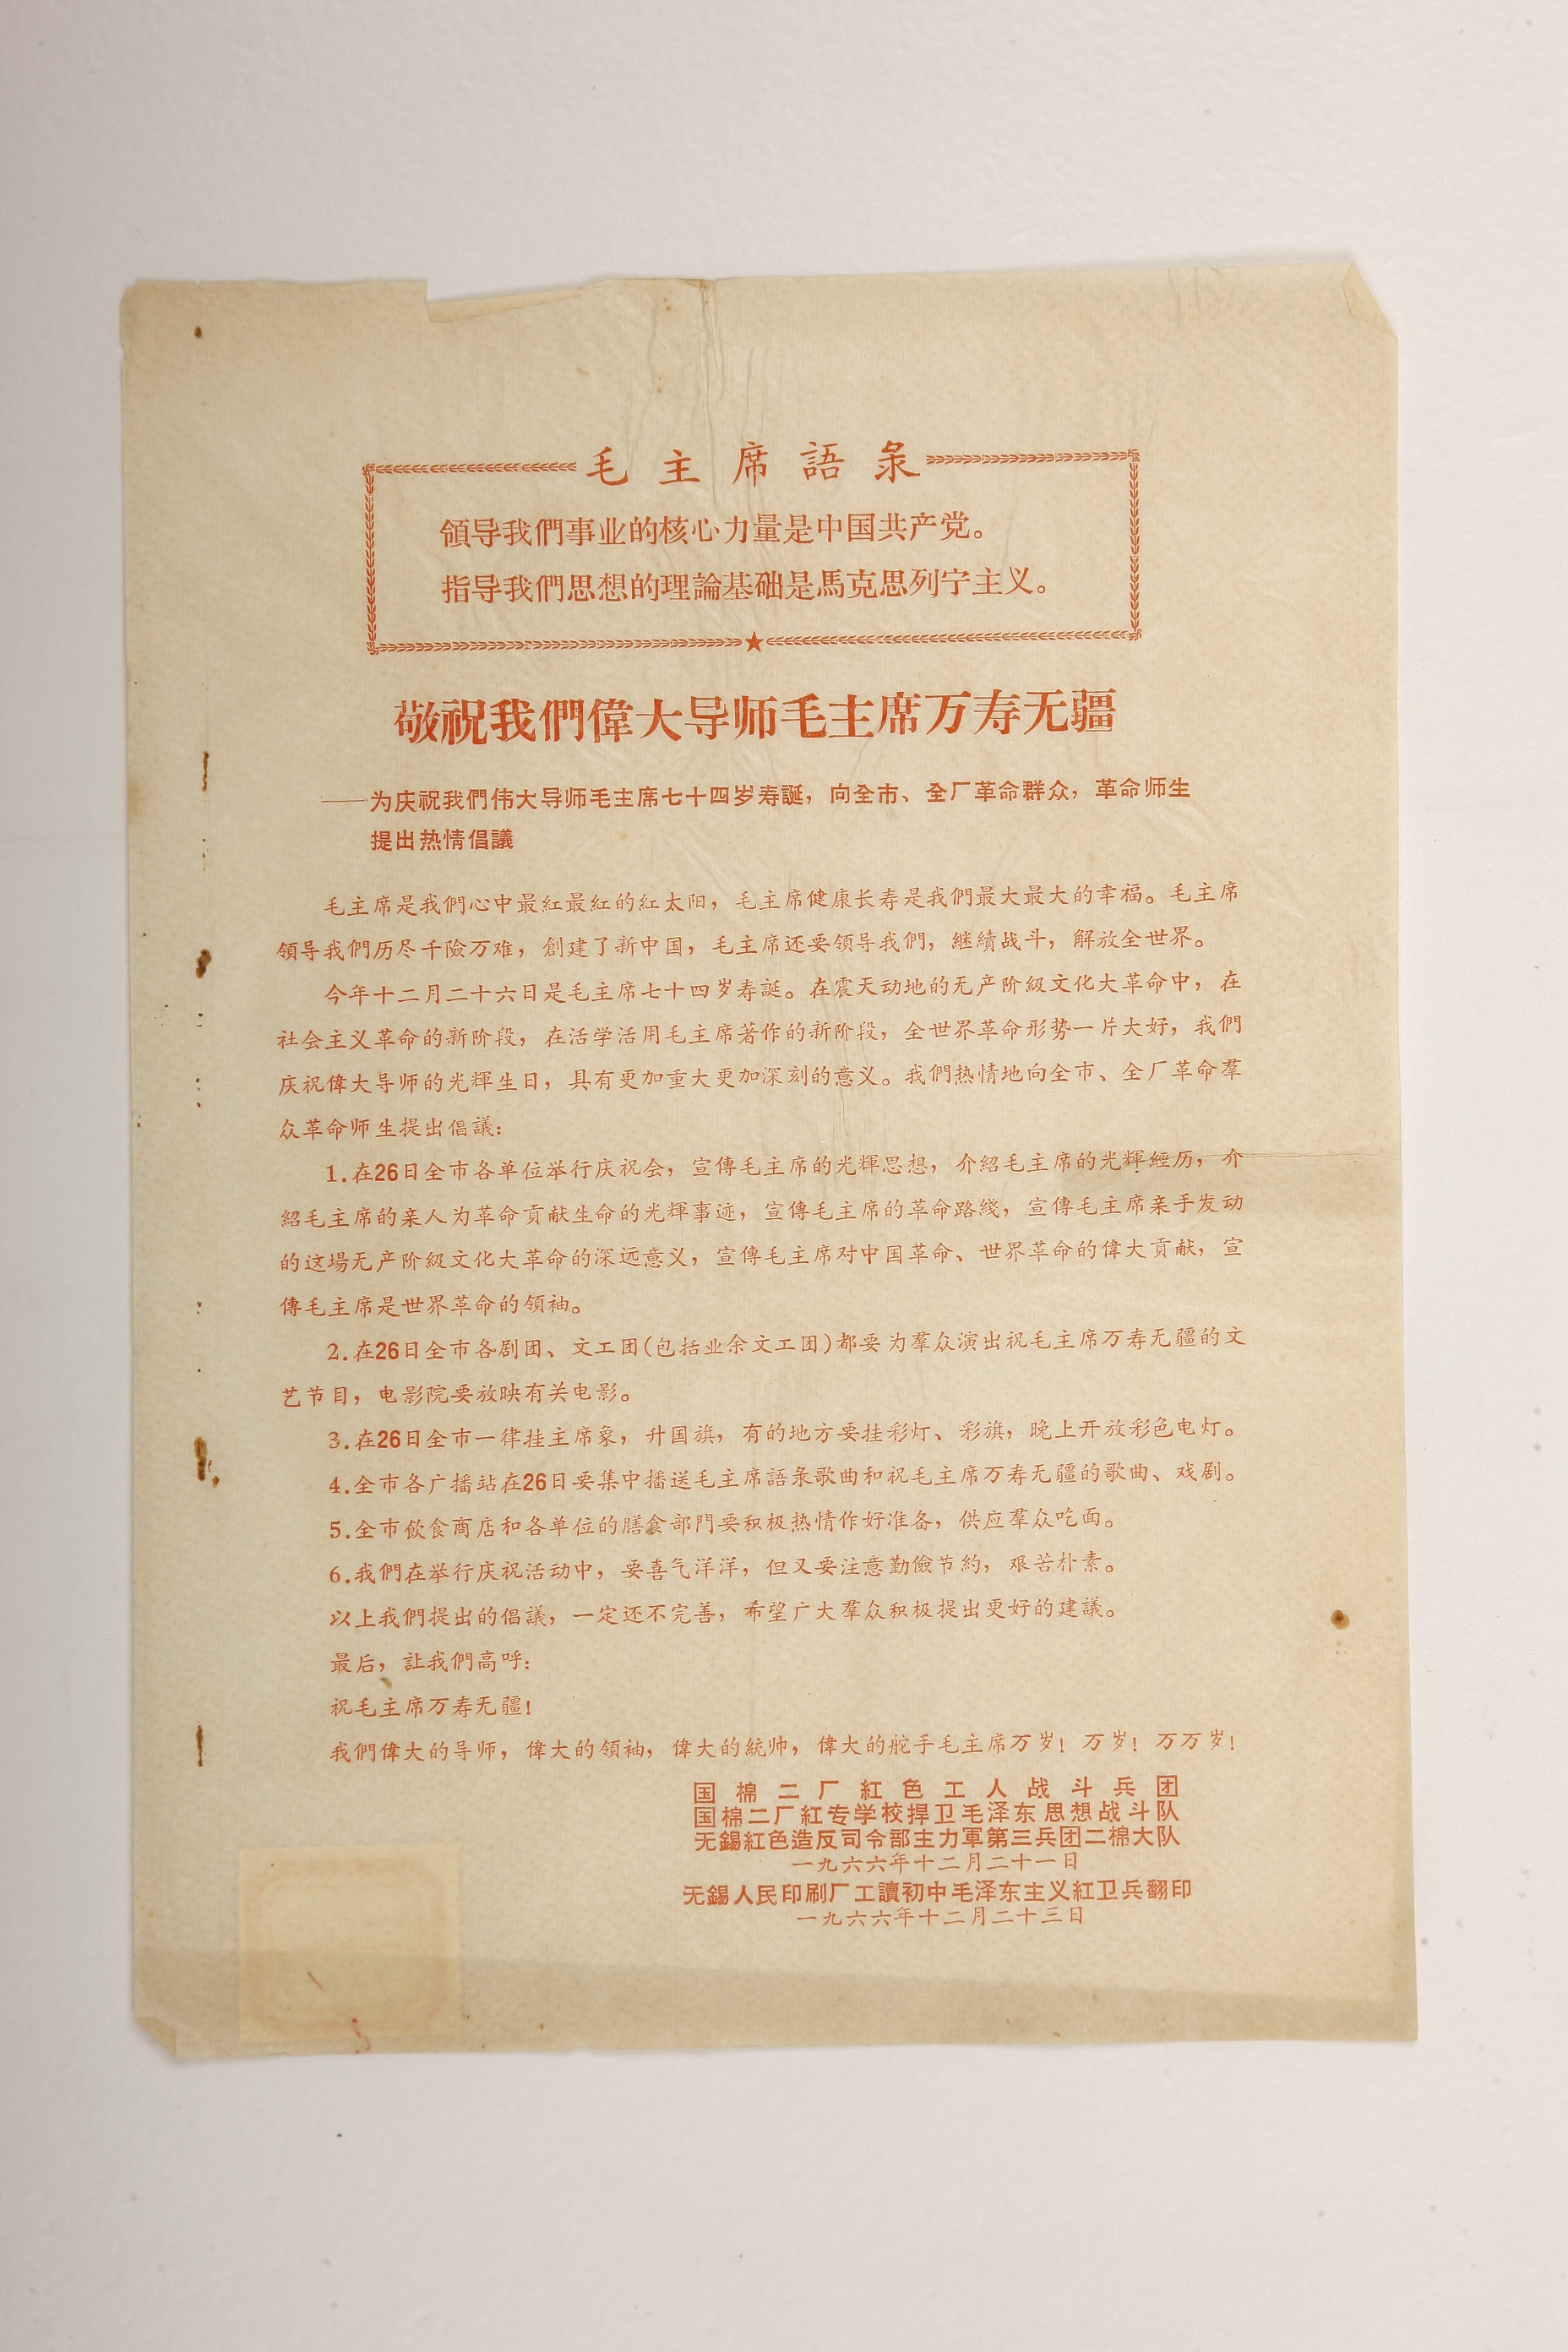 毛主席語彔
領导我們事业的核心力量是中国共产党。
指导我們思想的理論基础是馬克思列宁主义。
敬祝我們偉大导师毛主席万寿无疆
——为庆祝我們伟大导师毛主席七十四岁寿誕，向全市、全厂革命群众，革命师生
提出热情倡議
毛主席是我們心中最紅最紅的紅太阳，毛主席健康长寿是我們最大最大的幸福。毛主席
領导我們历尽千險万难，創建了新中国，毛主席还要領导我們，継續战斗，解放全世界。
今年十二月二十六日是毛主席七十四岁寿誕。在震天动地的无产阶級文化大革命中，在
社会主义革命的新阶段，在活学活用毛主席著作的新阶段，全世界革命形势一片大好，我們
庆祝偉大导师的光輝生日，具有更加重大更加深刻的意义。我們热情地向全市、全厂革命羣
众革命师生提出倡議：
1.在26日全市各单位举行庆祝会，宣傳毛主席的光輝思想，介紹毛主席的光輝經历，介
紹毛主席的亲人为革命貢献生命的光輝事迹，宣傳毛主席的革命路綫，宣傳毛主席亲手发动
的这場无产阶級文化大革命的深远意义，宣傳毛主席对中国革命、世界革命的偉大貢献，宣
傳毛主席是世界革命的領袖。
2.在26日全市各剧团、文工团(包括业余文工团)都要为羣众演出祝毛主席万寿无疆的文
艺节目，电影院要放映有关电影。
3.在26日全市一律挂主席象，升国旗，有的地方要挂彩灯、彩旗，晚上开放彩色电灯。
4.全市各广播站在26日要集中播送毛主席語彔歌曲和祝毛主席万寿无疆的歌曲、戏剧。
5.全市飲食商店和各单位的膳食部門要积极热情作好准备，供应羣众吃面。
6.我們在举行庆祝活动中，要喜气洋洋，但又要注意勤儉节約，艰苦朴素。
以上我們提出的倡議，一定还不完善，希望广大羣众积极提出更好的建議。
最后，訁让我們高呼：
祝毛主席万寿无疆！
我們偉大的导师，偉大的領袖，偉大的統帅，偉大的舵手毛主席万岁！万岁！万万岁！
国棉二厂紅色工人战斗兵团
国棉二厂紅专学校捍卫毛泽东思想战斗队
无錫紅色造反司令部主力軍第三兵团二棉大队
一九六六年十二月二十一日
无錫人民印刷厂工讀初中毛泽东主义紅卫兵翻印
一九六六年十二月二十三日